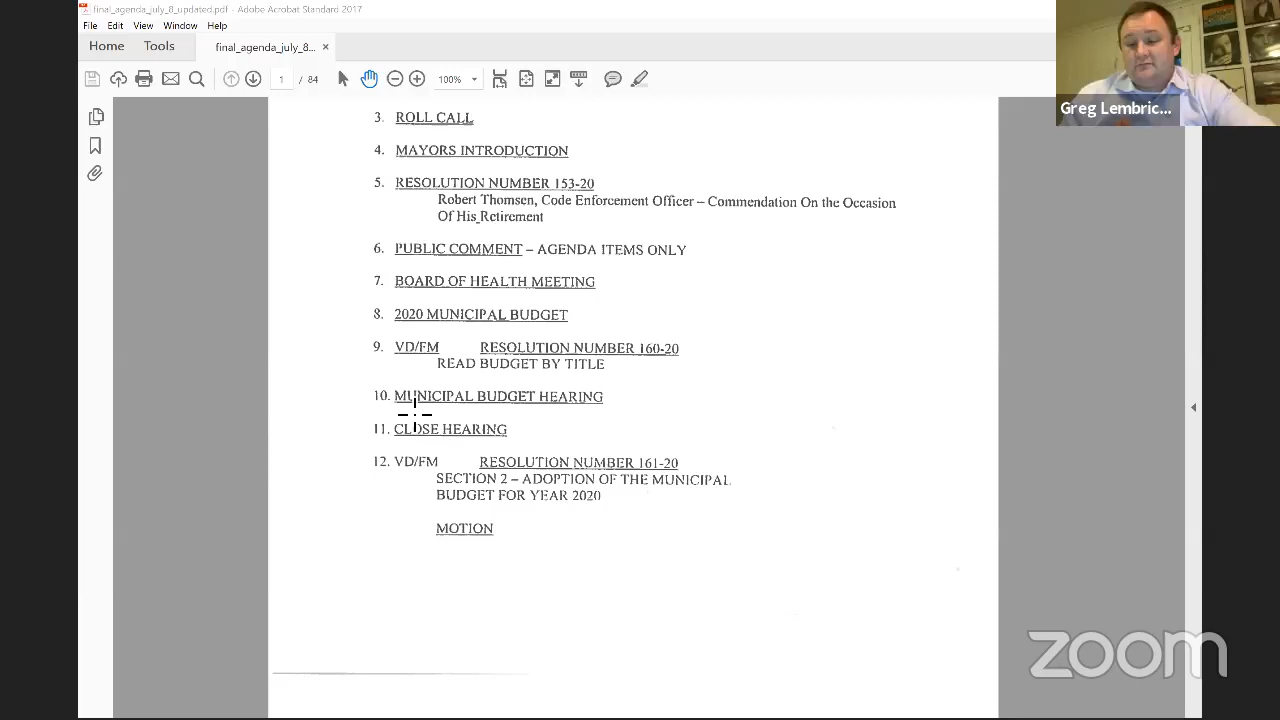 final_agenda_july_8_updated.pdf - Adobe Acrobat Standard 2017
File Edit View Window Help
Home Tools final_agenda_july_8... ×
1 / 84 100%
Greg Lembric...
3. ROLL CALL
4. MAYORS INTRODUCTION
5. RESOLUTION NUMBER 153-20
Robert Thomsen, Code Enforcement Officer – Commendation On the Occasion
Of His Retirement
6. PUBLIC COMMENT – AGENDA ITEMS ONLY
7. BOARD OF HEALTH MEETING
8. 2020 MUNICIPAL BUDGET
9. VD/FM RESOLUTION NUMBER 160-20
READ BUDGET BY TITLE
10. MUNICIPAL BUDGET HEARING
11. CLOSE HEARING
12. VD/FM RESOLUTION NUMBER 161-20
SECTION 2 – ADOPTION OF THE MUNICIPAL
BUDGET FOR YEAR 2020
MOTION
zoom